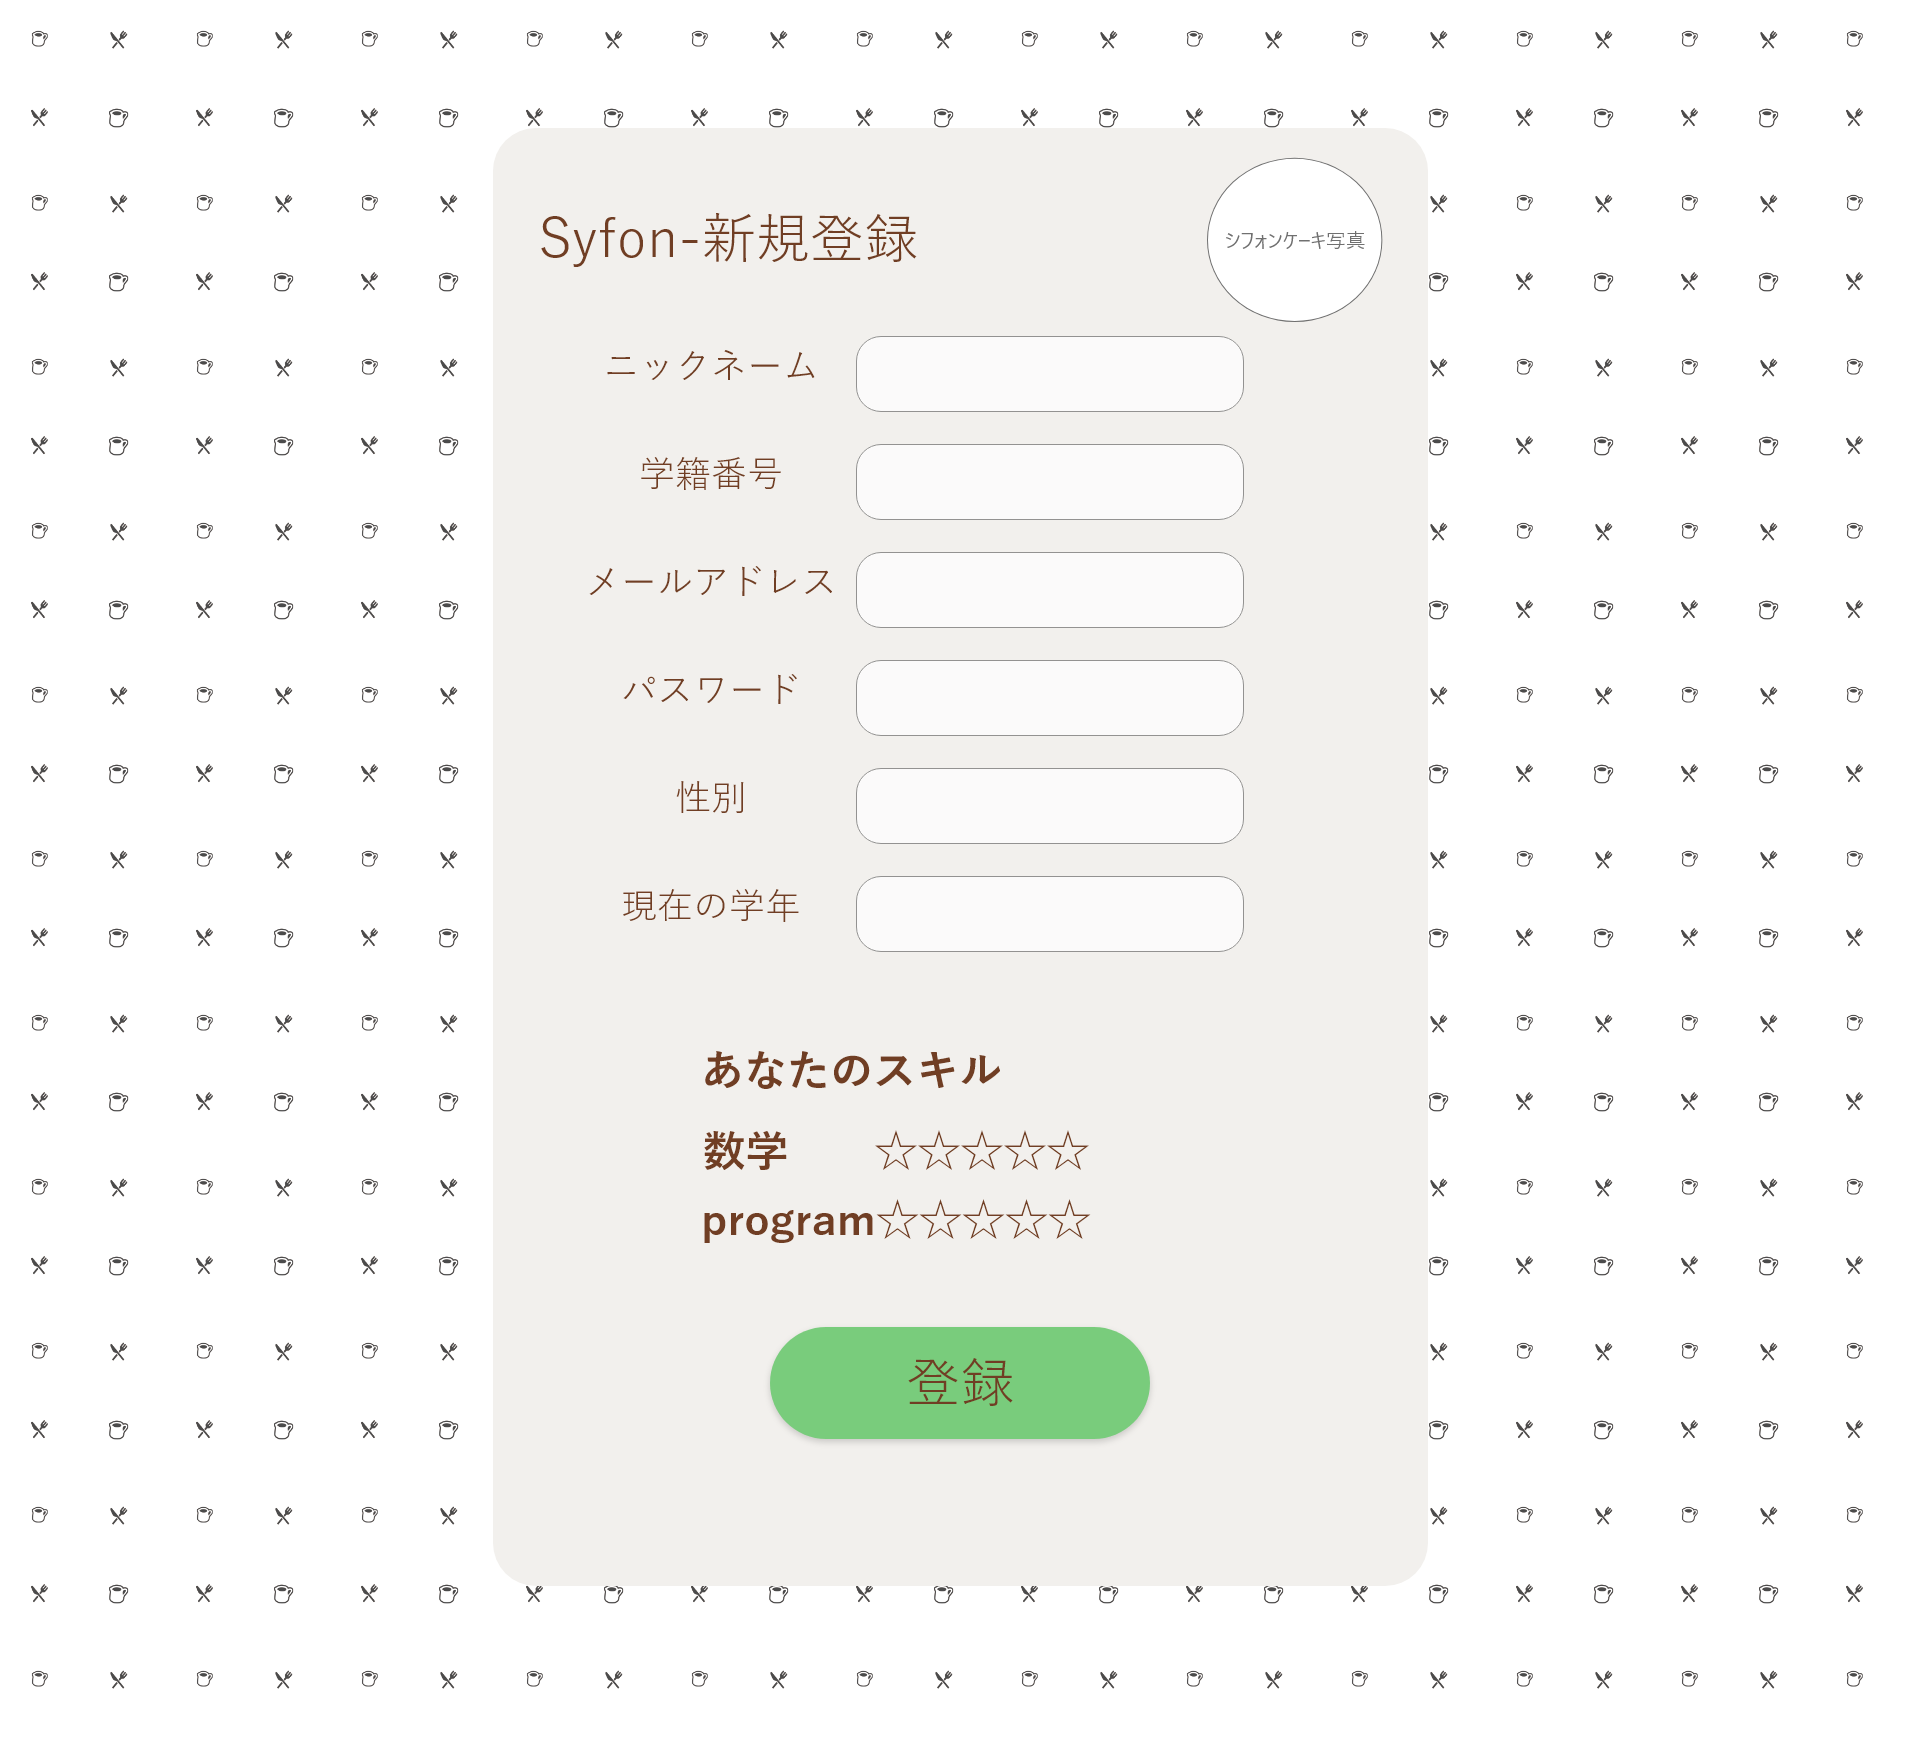 Syfon-新規登録
シフォンケーキ写真
ニックネーム
学籍番号
メールアドレス
パスワード
性別
現在の学年
あなたのスキル
数学 ☆☆☆☆☆
program☆☆☆☆☆
登録